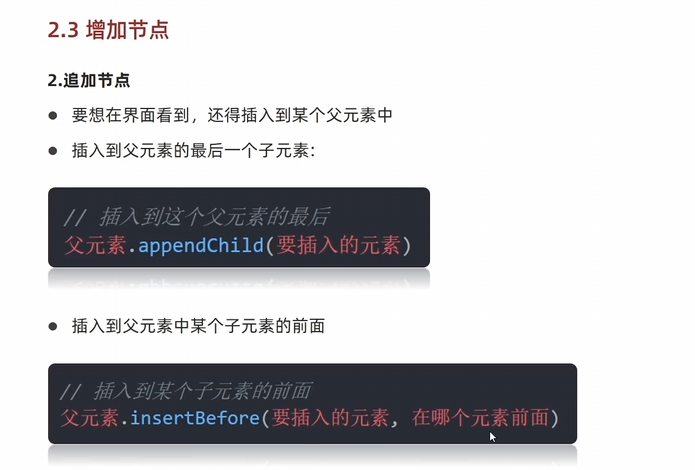 2.3 增加节点
2.追加节点
● 要想在界面看到，还得插入到某个父元素中
● 插入到父元素的最后一个子元素：
// 插入到这个父元素的最后
父元素.appendChild(要插入的元素)
● 插入到父元素中某个子元素的前面
// 插入到某个子元素的前面
父元素.insertBefore(要插入的元素, 在哪个元素前面)